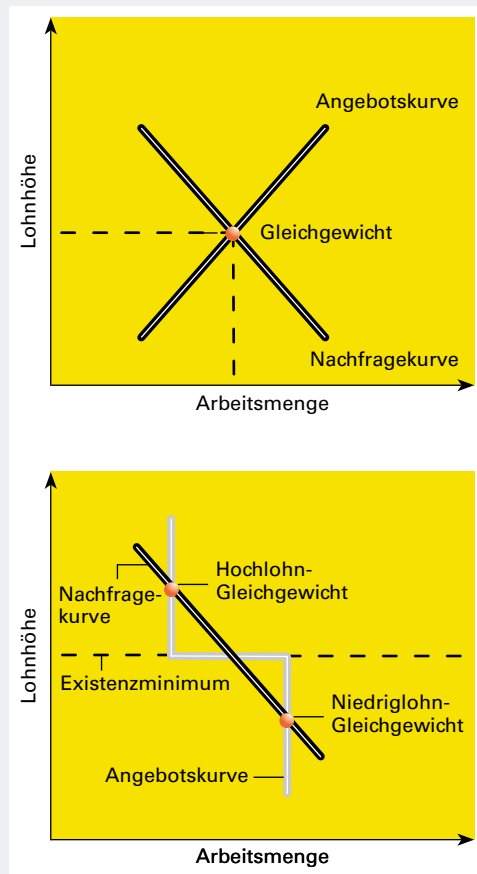 Lohnhöhe
Angebotskurve
Gleichgewicht
Nachfragekurve
Arbeitsmenge
Lohnhöhe
Hochlohn-
Gleichgewicht
Nachfrage-
kurve
Existenzminimum
Niedriglohn-
Gleichgewicht
Angebotskurve
Arbeitsmenge